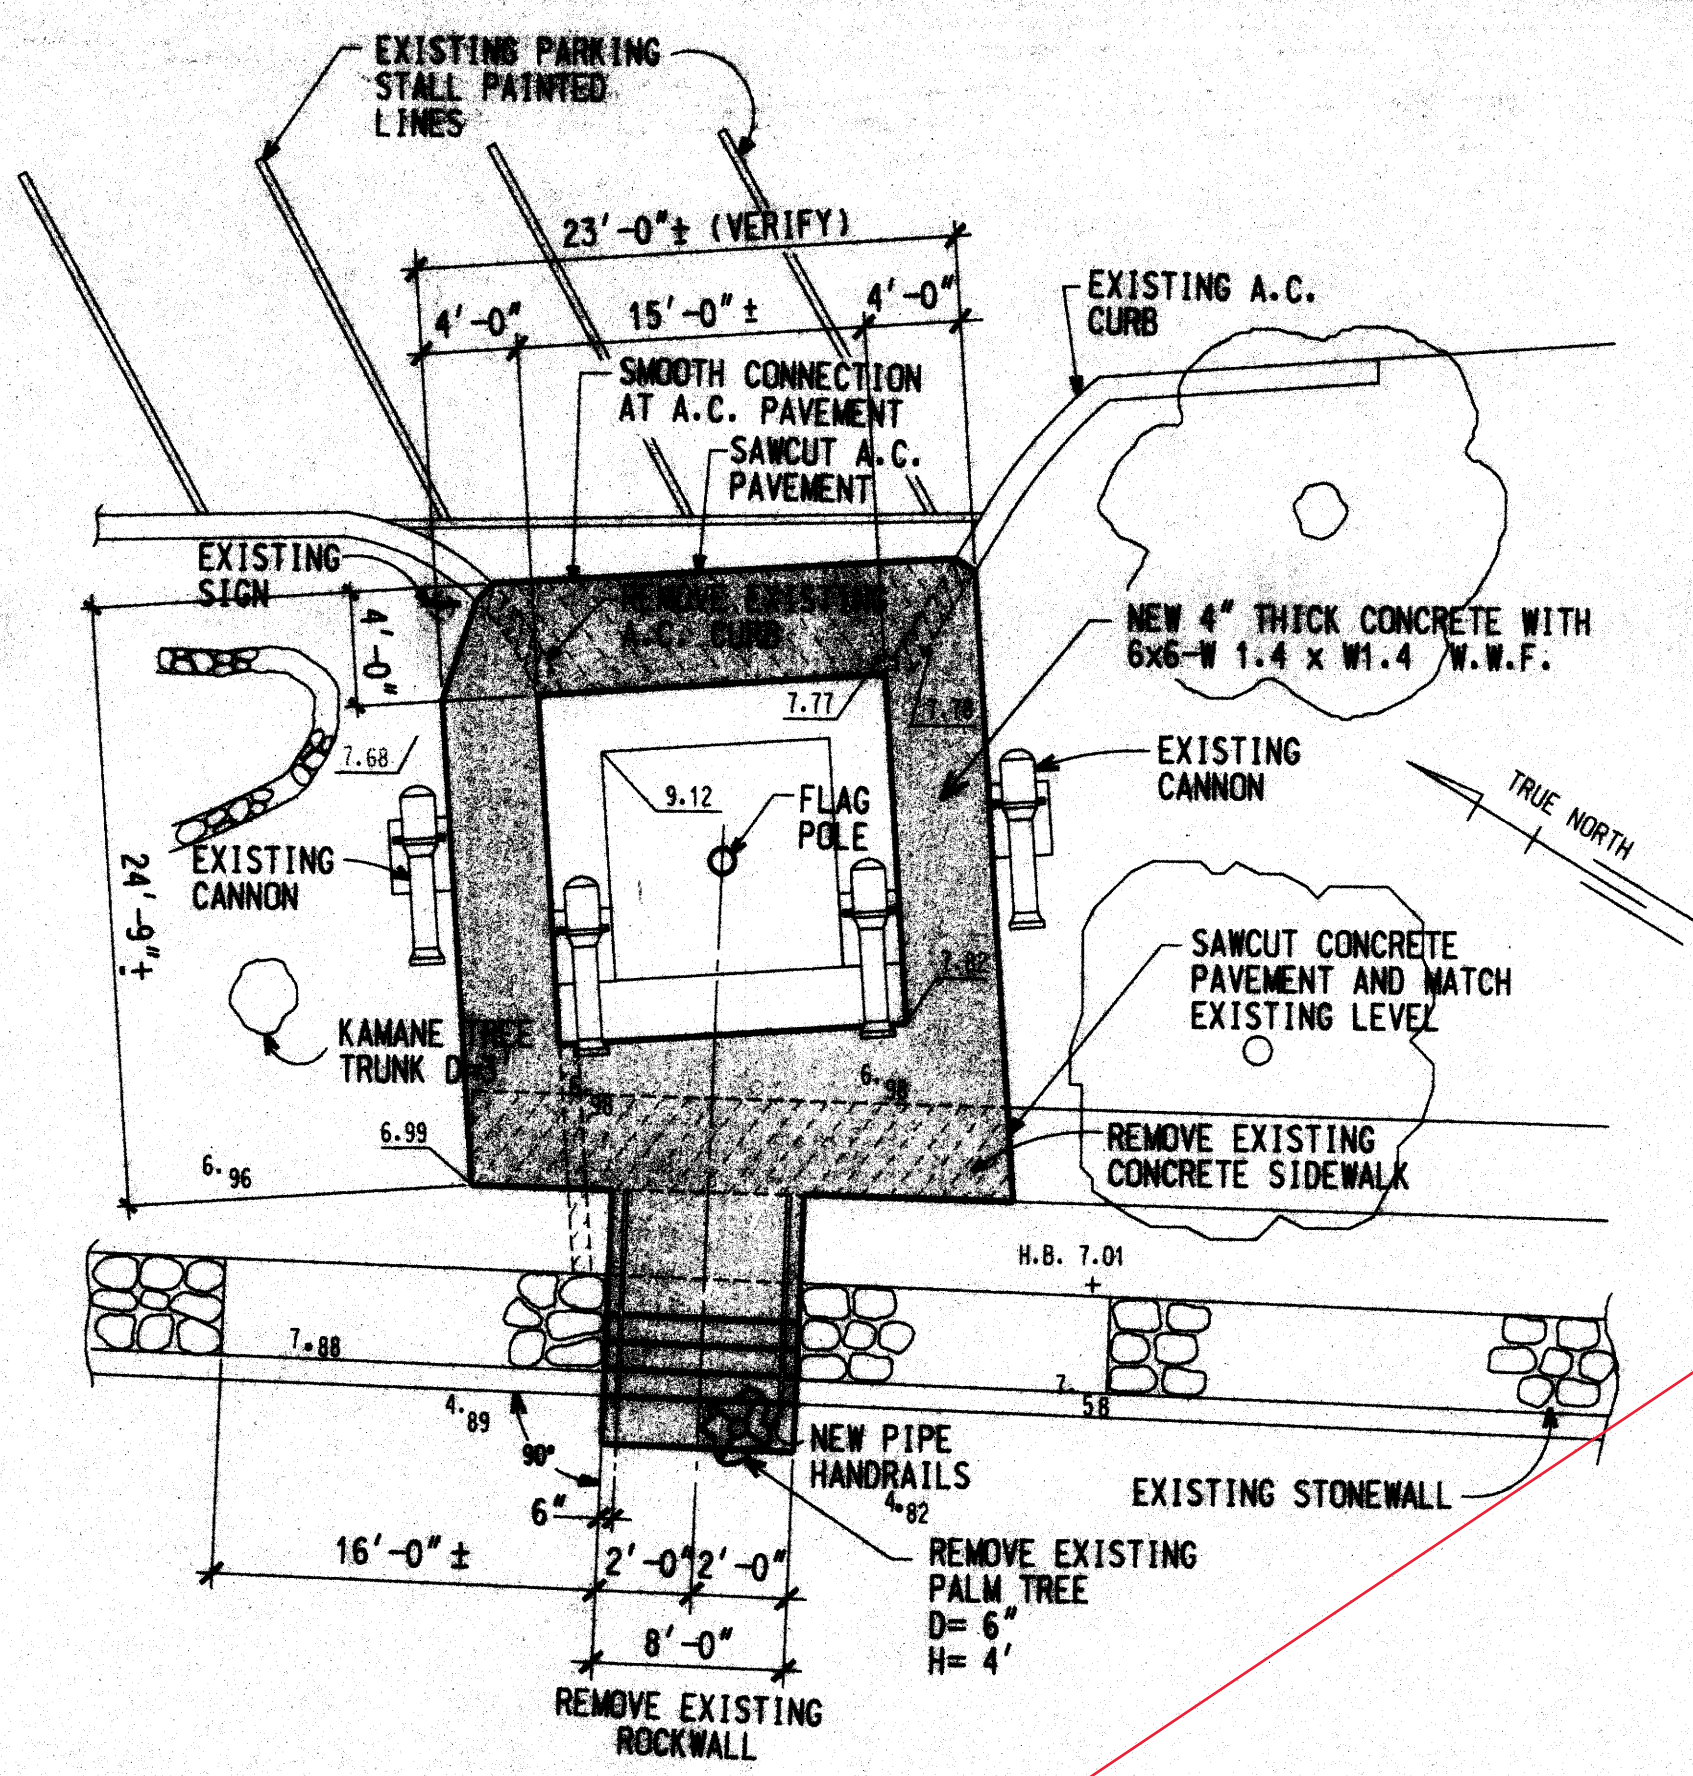 EXISTING PARKING
STALL PAINTED
LINES
23'-0"± (VERIFY)
4'-0"
15'-0" ±
4'-0"
EXISTING A.C.
CURB
SMOOTH CONNECTION
AT A.C. PAVEMENT
SAWCUT A.C.
PAVEMENT
EXISTING
SIGN
REMOVE EXISTING
A.C. CURB
4'-0"
NEW 4" THICK CONCRETE WITH
6x6-W 1.4 x W1.4 W.W.F.
7.77
7.78
7.68
EXISTING
CANNON
9.12
FLAG
POLE
TRUE NORTH
EXISTING
CANNON
24'-9"±
7.02
SAWCUT CONCRETE
PAVEMENT AND MATCH
EXISTING LEVEL
KAMANE TREE
TRUNK D=3'
6.98
6.98
6.99
6.96
REMOVE EXISTING
CONCRETE SIDEWALK
H.B. 7.01
7.88
7.58
4.89
90°
NEW PIPE
HANDRAILS
4.82
EXISTING STONEWALL
6"
16'-0" ±
2'-0"
2'-0"
REMOVE EXISTING
PALM TREE
D= 6"
H= 4'
8'-0"
REMOVE EXISTING
ROCKWALL